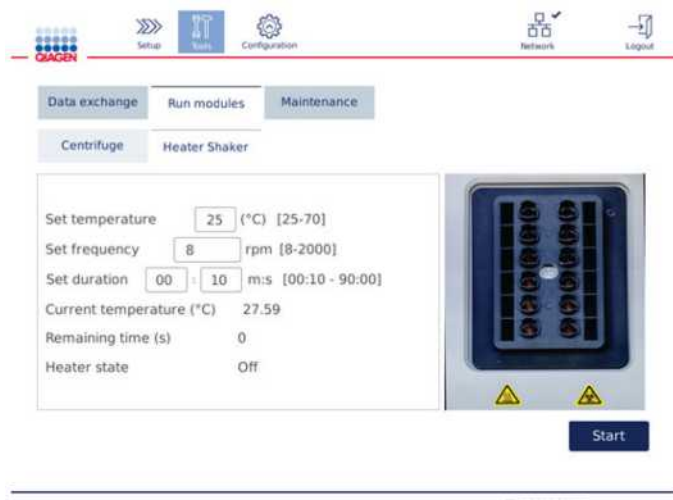 QIAGEN
Setup
Tools
Configuration
Network
Logout
Data exchange
Run modules
Maintenance
Centrifuge
Heater Shaker
Set temperature 25 (°C) [25-70]
Set frequency 8 rpm [8-2000]
Set duration 00 : 10 m:s [00:10 - 90:00]
Current temperature (°C) 27.59
Remaining time (s) 0
Heater state Off
Start